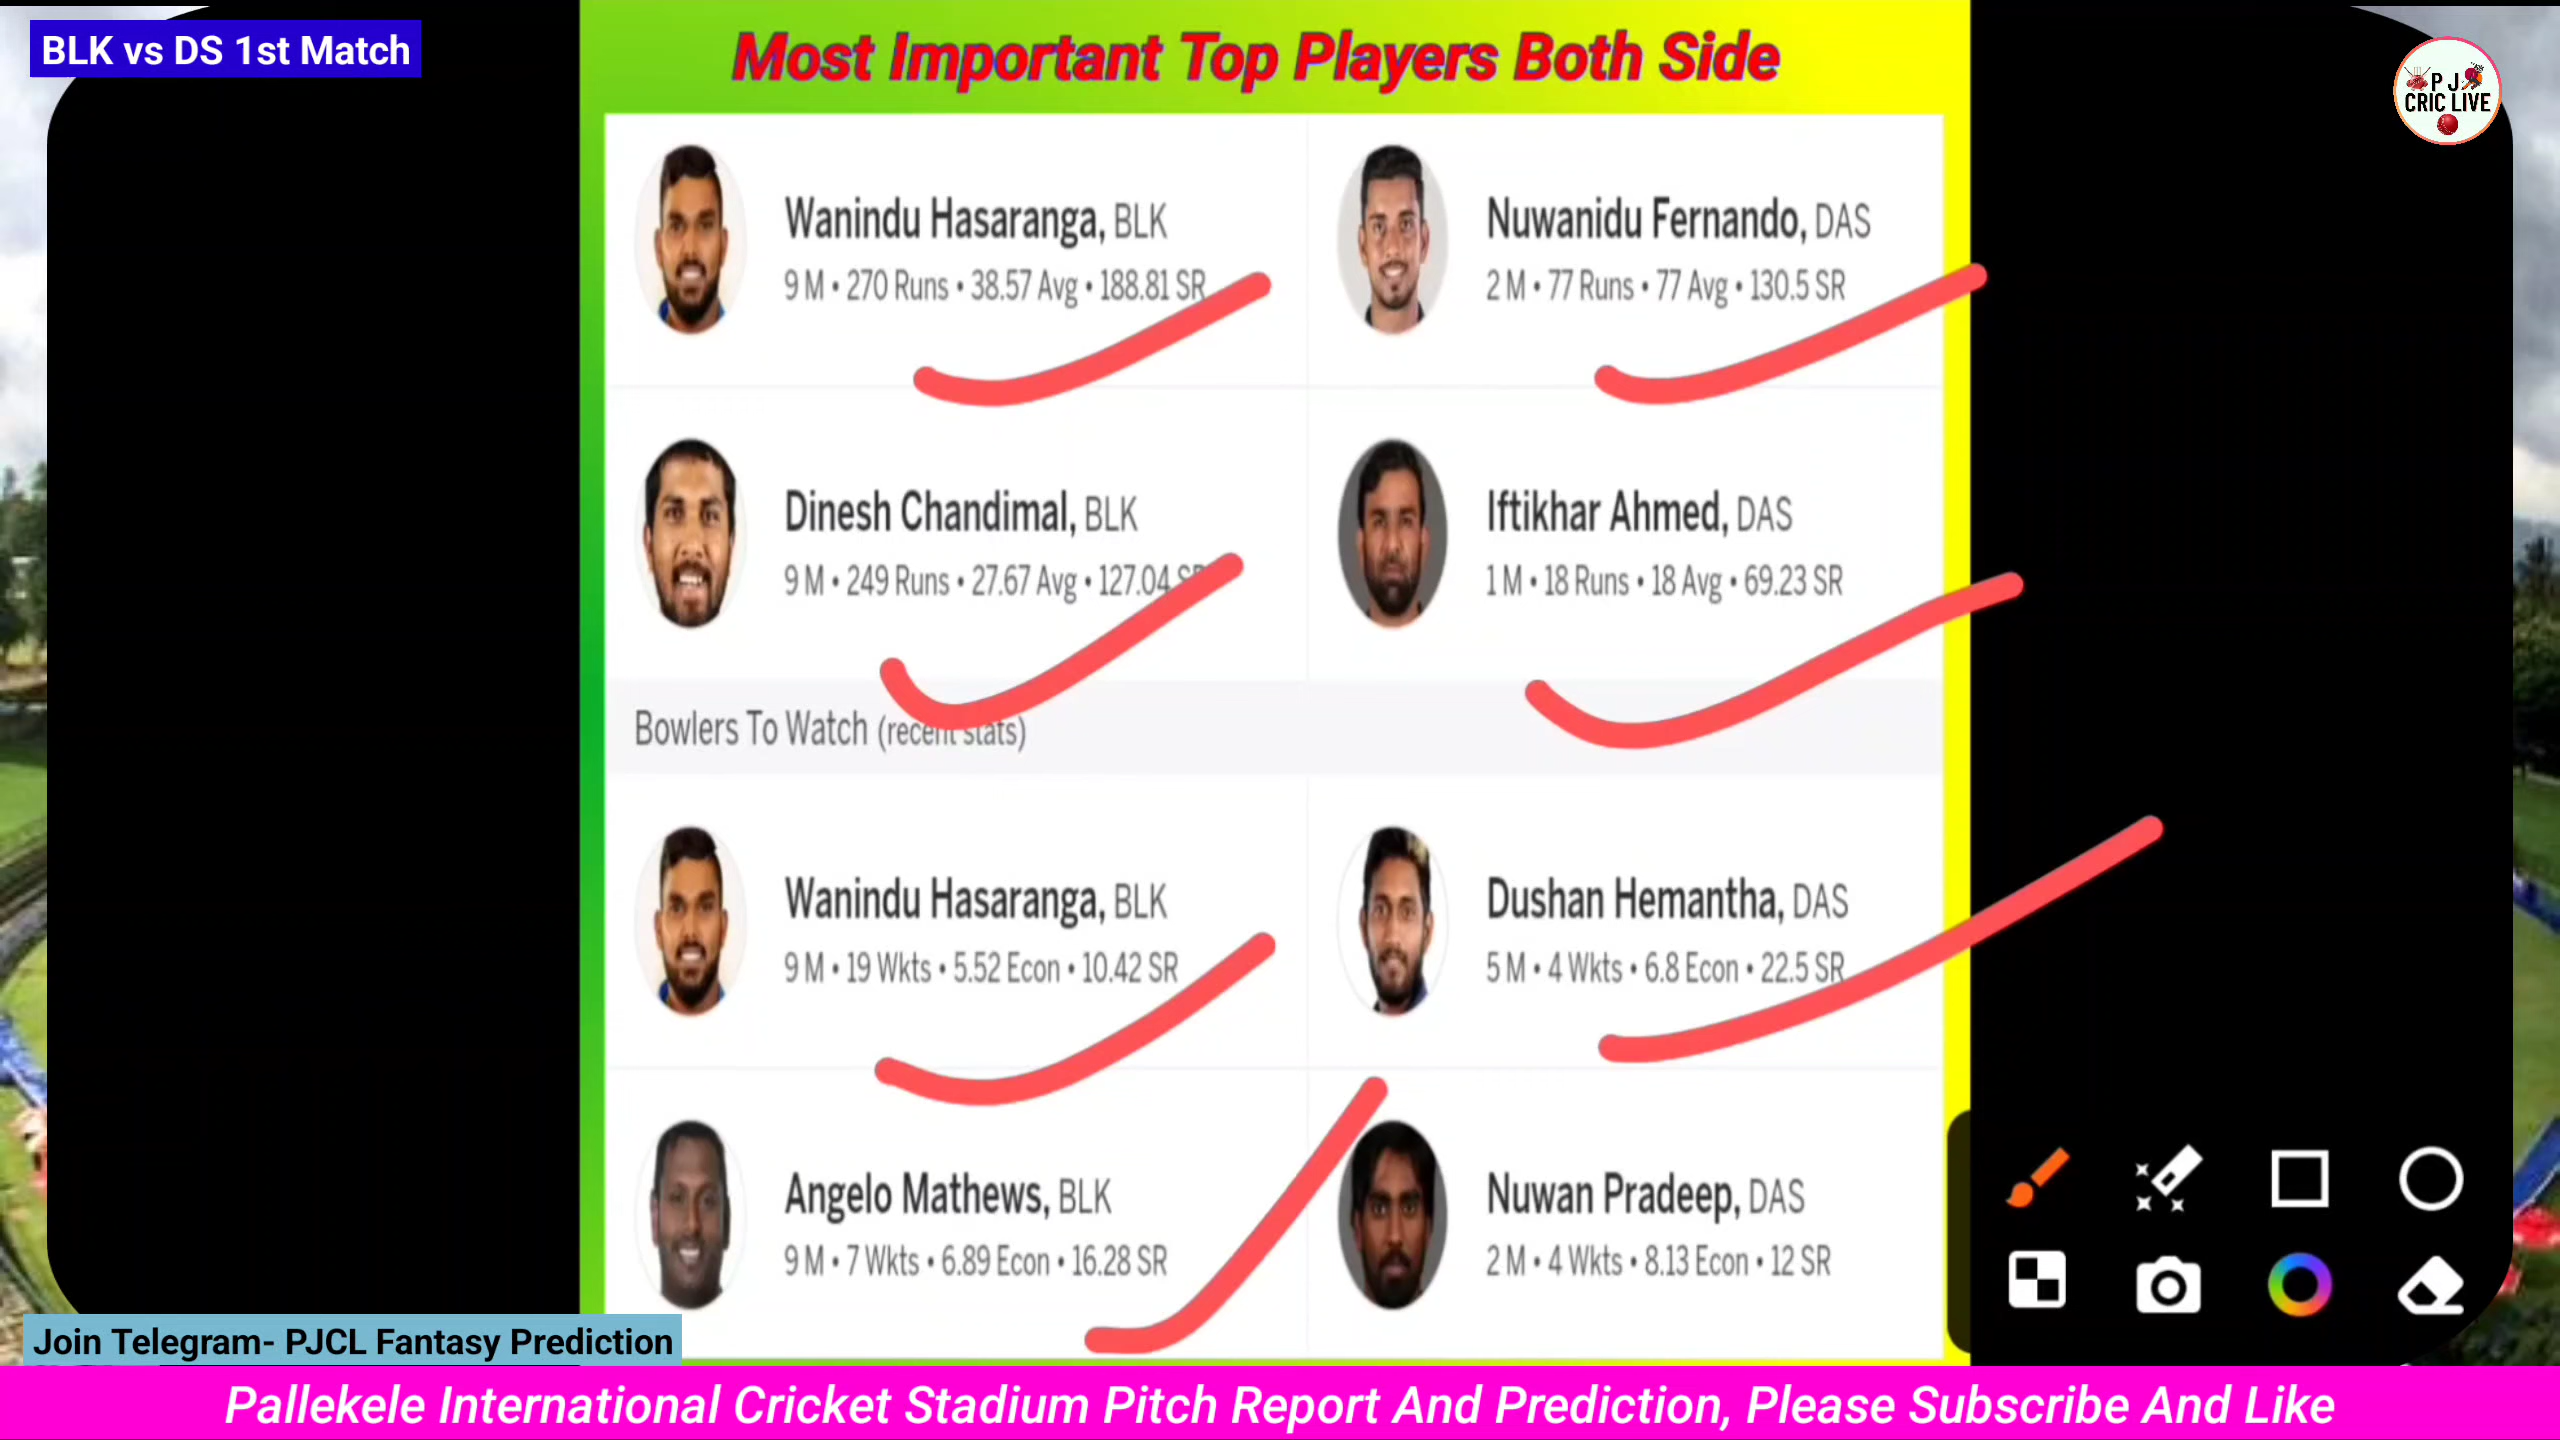 BLK vs DS 1st Match
Most Important Top Players Both Side
P J
CRIC LIVE
Wanindu Hasaranga, BLK
9 M • 270 Runs • 38.57 Avg • 188.81 SR
Nuwanidu Fernando, DAS
2 M • 77 Runs • 77 Avg • 130.5 SR
Dinesh Chandimal, BLK
9 M • 249 Runs • 27.67 Avg • 127.04 SR
Iftikhar Ahmed, DAS
1 M • 18 Runs • 18 Avg • 69.23 SR
Bowlers To Watch (recent stats)
Wanindu Hasaranga, BLK
9 M • 19 Wkts • 5.52 Econ • 10.42 SR
Dushan Hemantha, DAS
5 M • 4 Wkts • 6.8 Econ • 22.5 SR
Angelo Mathews, BLK
9 M • 7 Wkts • 6.89 Econ • 16.28 SR
Nuwan Pradeep, DAS
2 M • 4 Wkts • 8.13 Econ • 12 SR
Join Telegram- PJCL Fantasy Prediction
Pallekele International Cricket Stadium Pitch Report And Prediction, Please Subscribe And Like